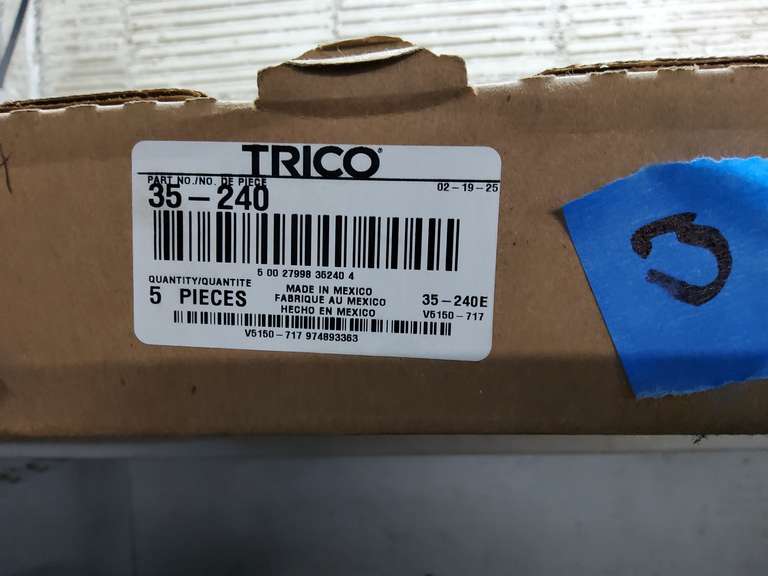 TRICO®
PART NO./NO. DE PIECE
02-19-25
35-240
5 00 27998 35240 4
QUANTITY/QUANTITE
5 PIECES
MADE IN MEXICO
FABRIQUE AU MEXICO
HECHO EN MEXICO
35-240E
V5150-717
V5150-717 974893363
3